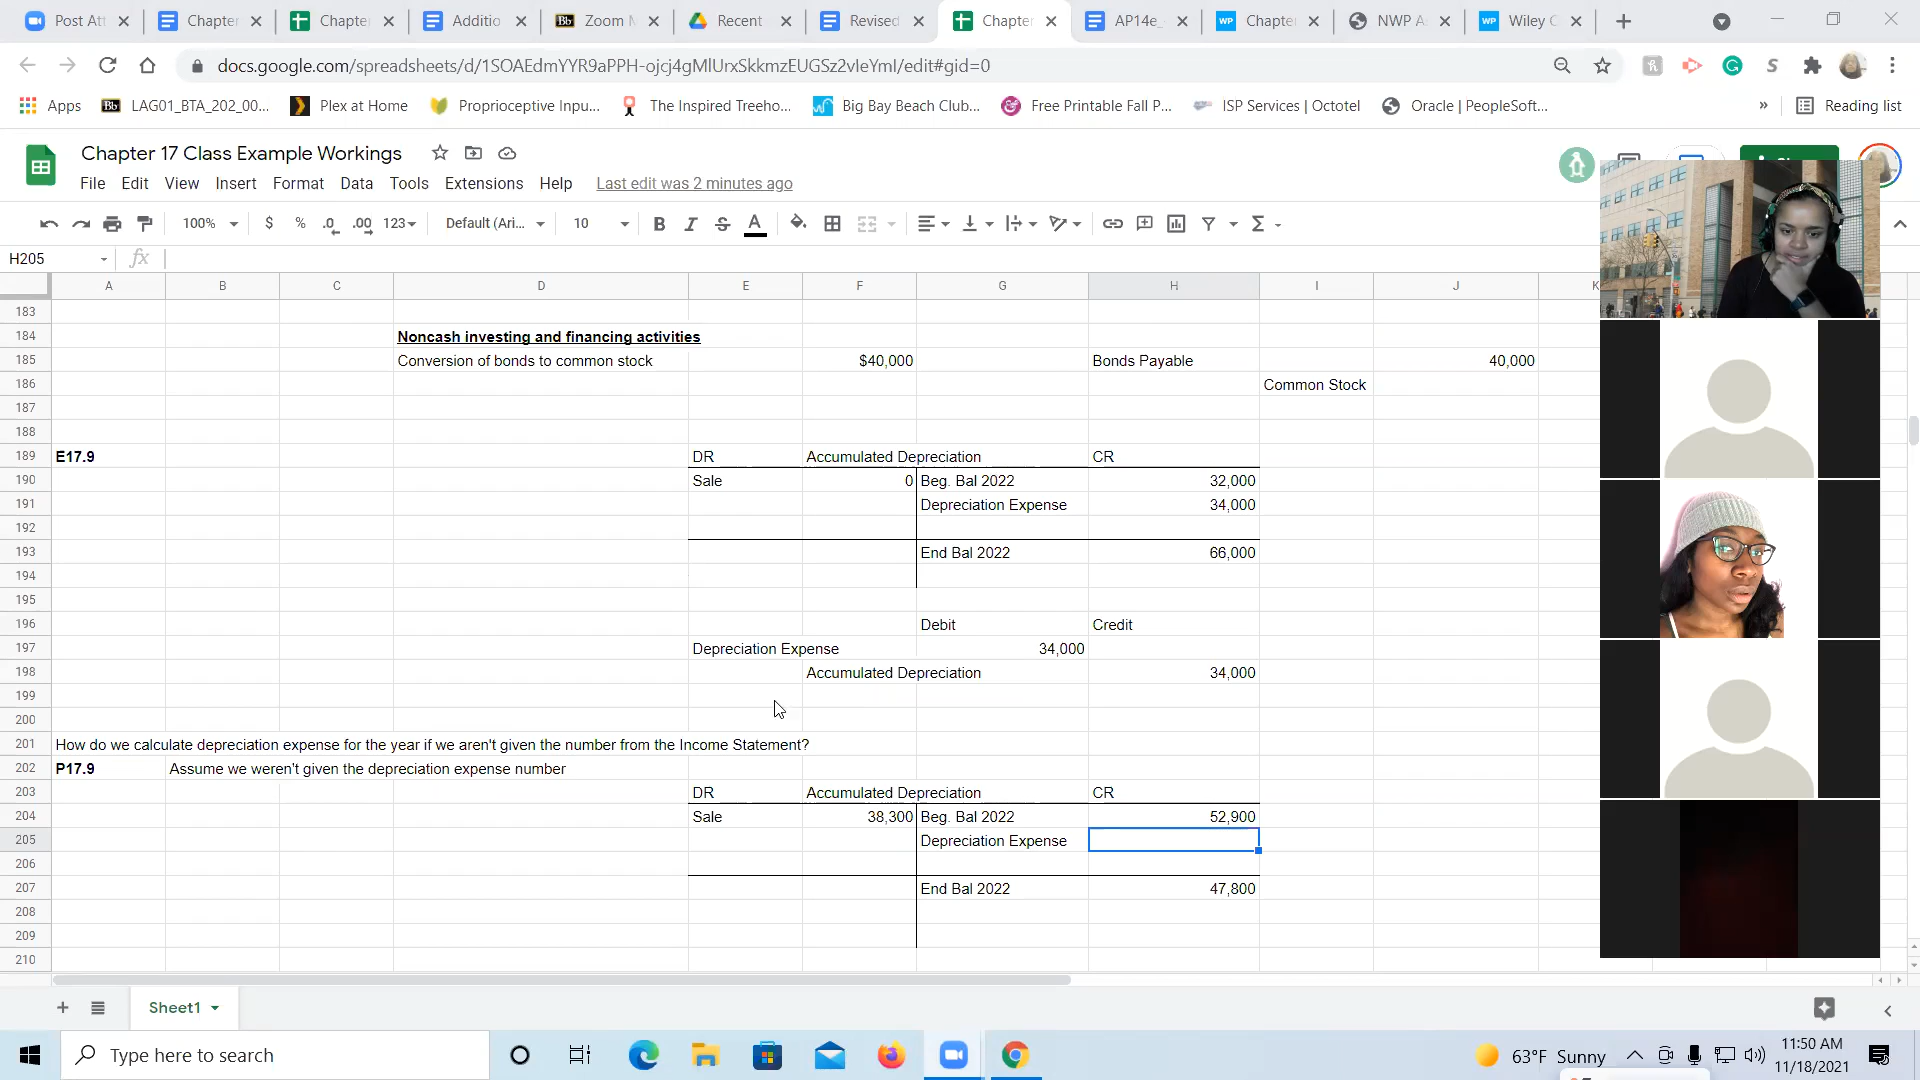 Post Att
Chapter
Chapte
Additio
Bb Zoom M
Recent
Revised
Chapter
AP14e_
WP Chapte
NWP A
WP Wiley C
docs.google.com/spreadsheets/d/1SOAEdmYYR9aPPH-ojcj4gMlUrxSkkmzEUGSz2vIeYmI/edit#gid=0
Apps
Bb LAG01_BTA_202_00...
Plex at Home
Proprioceptive Inpu...
The Inspired Treeho...
Big Bay Beach Club...
Free Printable Fall P...
ISP Services | Octotel
Oracle | PeopleSoft...
»
Reading list
Chapter 17 Class Example Workings
File Edit View Insert Format Data Tools Extensions Help Last edit was 2 minutes ago
100% $ % .0 .00 123 Default (Ari... 10 B I S A
H205 fx
A B C D E F G H I J K
183
184 Noncash investing and financing activities
185 Conversion of bonds to common stock $40,000 Bonds Payable 40,000
186 Common Stock
187
188
189 E17.9 DR Accumulated Depreciation CR
190 Sale 0 Beg. Bal 2022 32,000
191 Depreciation Expense 34,000
192
193 End Bal 2022 66,000
194
195
196 Debit Credit
197 Depreciation Expense 34,000
198 Accumulated Depreciation 34,000
199
200
201 How do we calculate depreciation expense for the year if we aren't given the number from the Income Statement?
202 P17.9 Assume we weren't given the depreciation expense number
203 DR Accumulated Depreciation CR
204 Sale 38,300 Beg. Bal 2022 52,900
205 Depreciation Expense
206
207 End Bal 2022 47,800
208
209
210
Sheet1
Type here to search
63°F Sunny
11:50 AM
11/18/2021